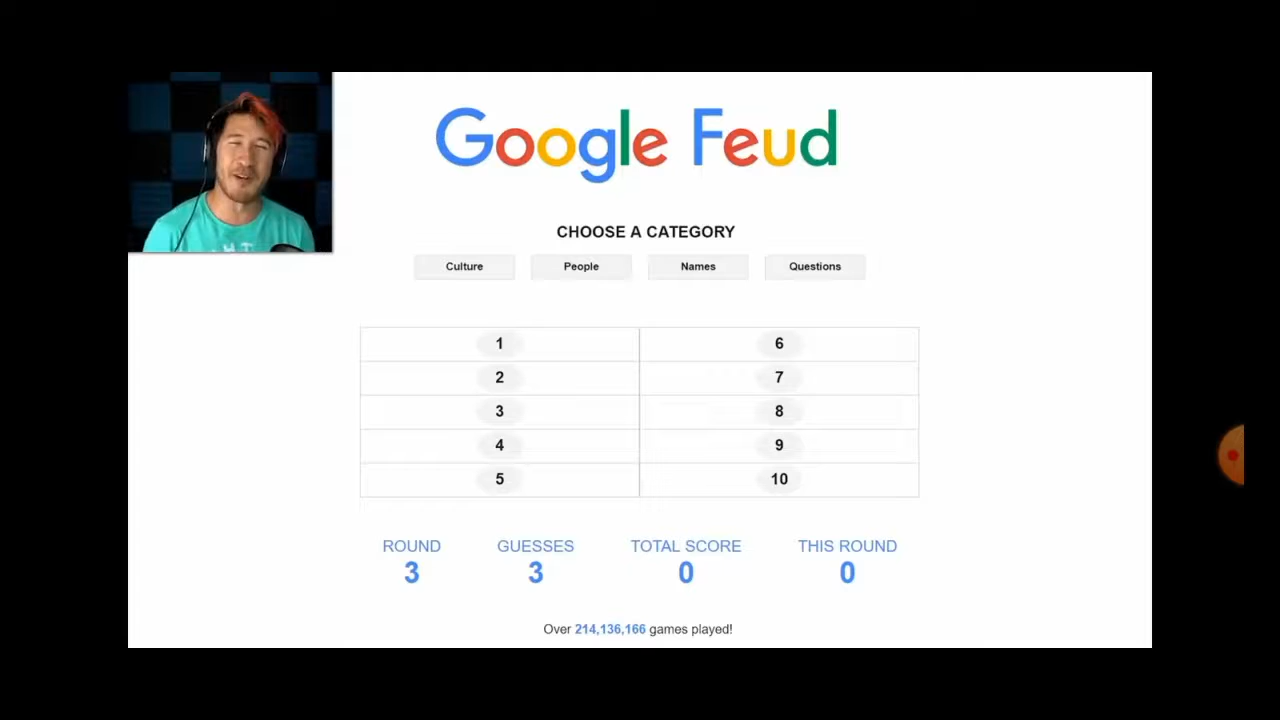 Google Feud
CHOOSE A CATEGORY
Culture People Names Questions
1 6
2 7
3 8
4 9
5 10
ROUND GUESSES TOTAL SCORE THIS ROUND
3 3 0 0
Over 214,136,166 games played!